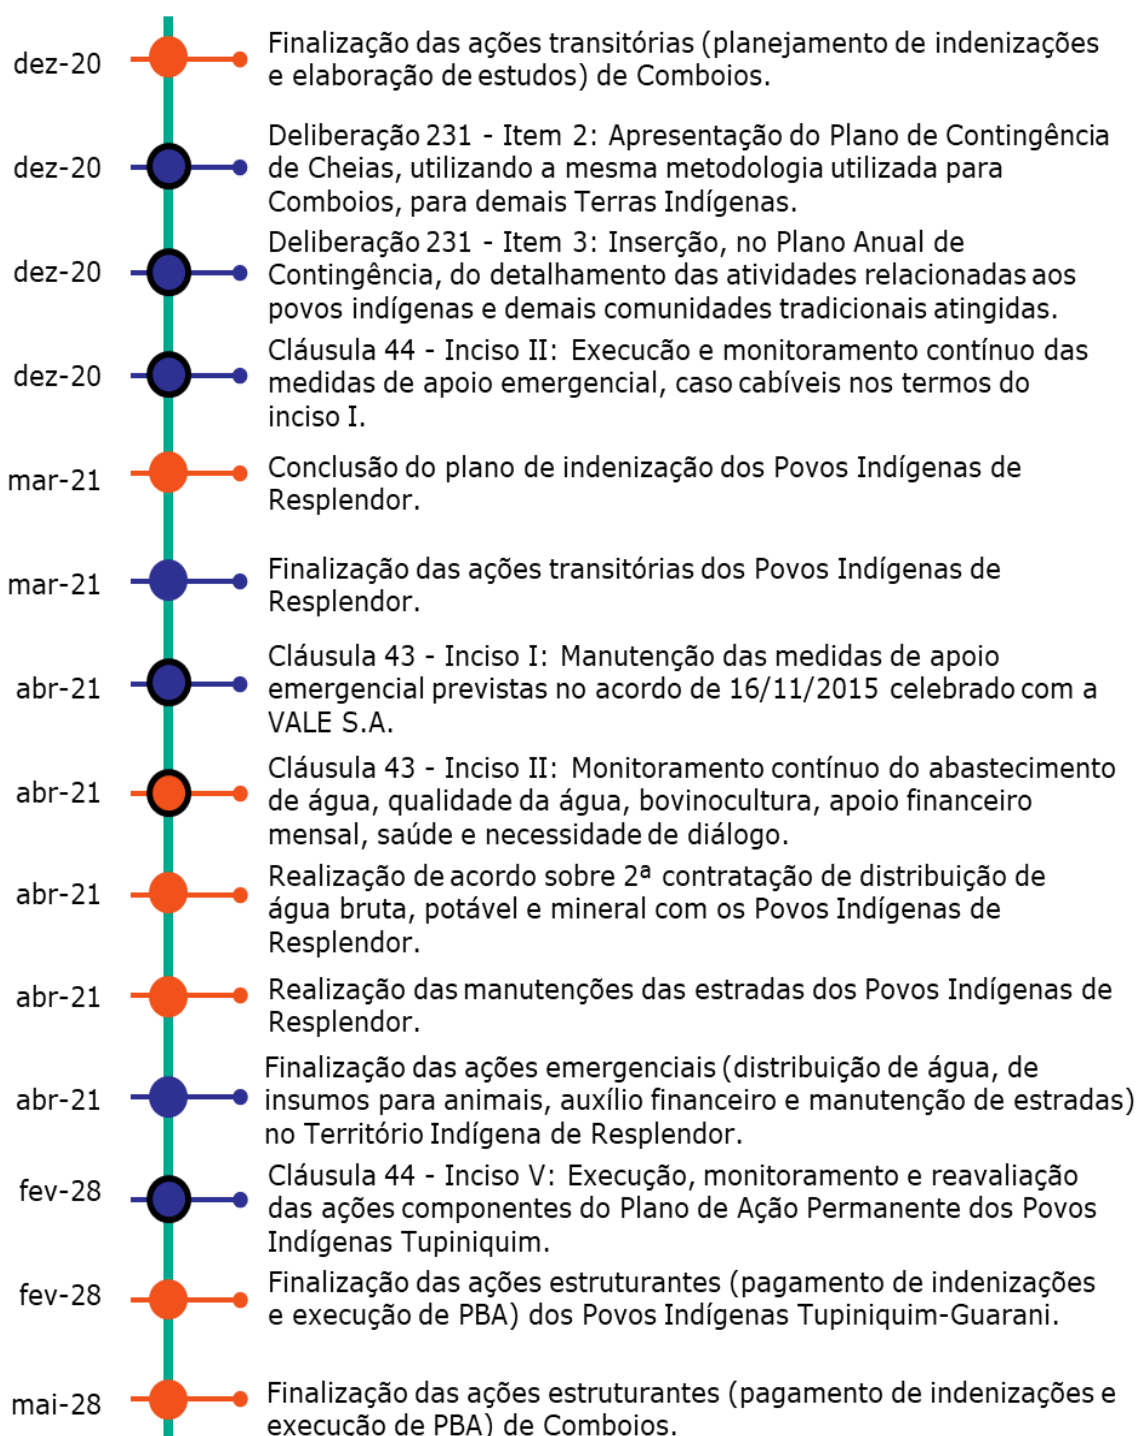 dez-20
Finalização das ações transitórias (planejamento de indenizações
e elaboração de estudos) de Comboios.
dez-20
Deliberação 231 - Item 2: Apresentação do Plano de Contingência
de Cheias, utilizando a mesma metodologia utilizada para
Comboios, para demais Terras Indígenas.
dez-20
Deliberação 231 - Item 3: Inserção, no Plano Anual de
Contingência, do detalhamento das atividades relacionadas aos
povos indígenas e demais comunidades tradicionais atingidas.
dez-20
Cláusula 44 - Inciso II: Execucão e monitoramento contínuo das
medidas de apoio emergencial, caso cabíveis nos termos do
inciso I.
mar-21
Conclusão do plano de indenização dos Povos Indígenas de
Resplendor.
mar-21
Finalização das ações transitórias dos Povos Indígenas de
Resplendor.
abr-21
Cláusula 43 - Inciso I: Manutenção das medidas de apoio
emergencial previstas no acordo de 16/11/2015 celebrado com a
VALE S.A.
abr-21
Cláusula 43 - Inciso II: Monitoramento contínuo do abastecimento
de água, qualidade da água, bovinocultura, apoio financeiro
mensal, saúde e necessidade de diálogo.
abr-21
Realização de acordo sobre 2ª contratação de distribuição de
água bruta, potável e mineral com os Povos Indígenas de
Resplendor.
abr-21
Realização das manutenções das estradas dos Povos Indígenas de
Resplendor.
abr-21
Finalização das ações emergenciais (distribuição de água, de
insumos para animais, auxílio financeiro e manutenção de estradas)
no Território Indígena de Resplendor.
fev-28
Cláusula 44 - Inciso V: Execução, monitoramento e reavaliação
das ações componentes do Plano de Ação Permanente dos Povos
Indígenas Tupiniquim.
fev-28
Finalização das ações estruturantes (pagamento de indenizações
e execução de PBA) dos Povos Indígenas Tupiniquim-Guarani.
mai-28
Finalização das ações estruturantes (pagamento de indenizações e
execução de PBA) de Comboios.